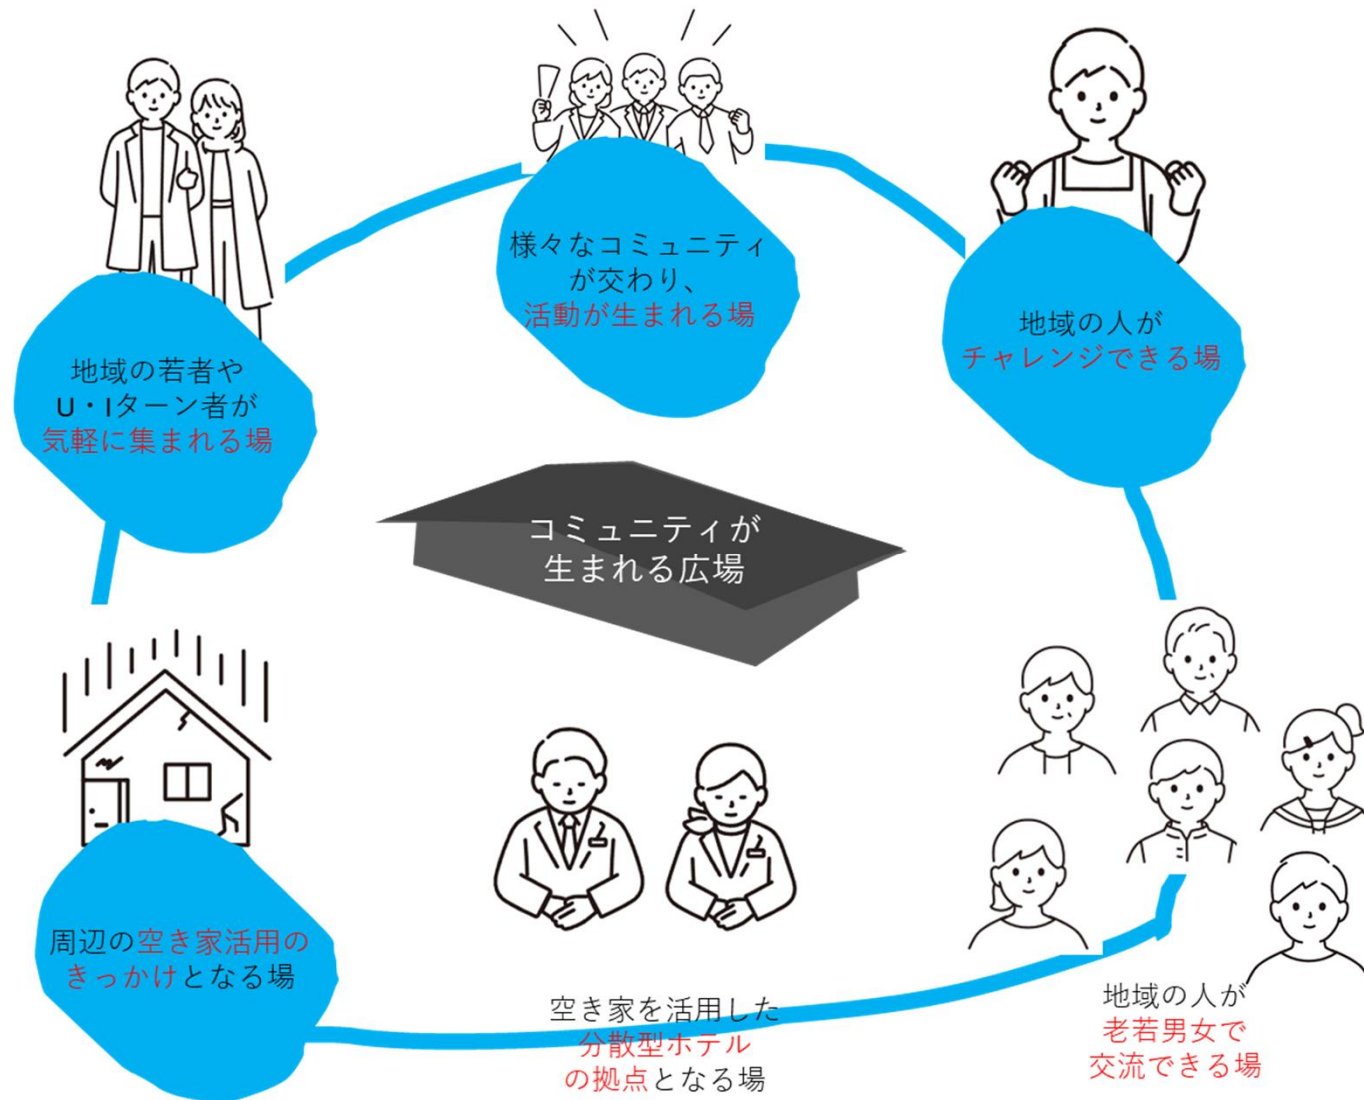 様々なコミュニティ
が交わり、
活動が生まれる場
地域の人が
チャレンジできる場
地域の若者や
U・Iターン者が
気軽に集まれる場
コミュニティが
生まれる広場
周辺の空き家活用の
きっかけとなる場
空き家を活用した
分散型ホテル
の拠点となる場
地域の人が
老若男女で
交流できる場